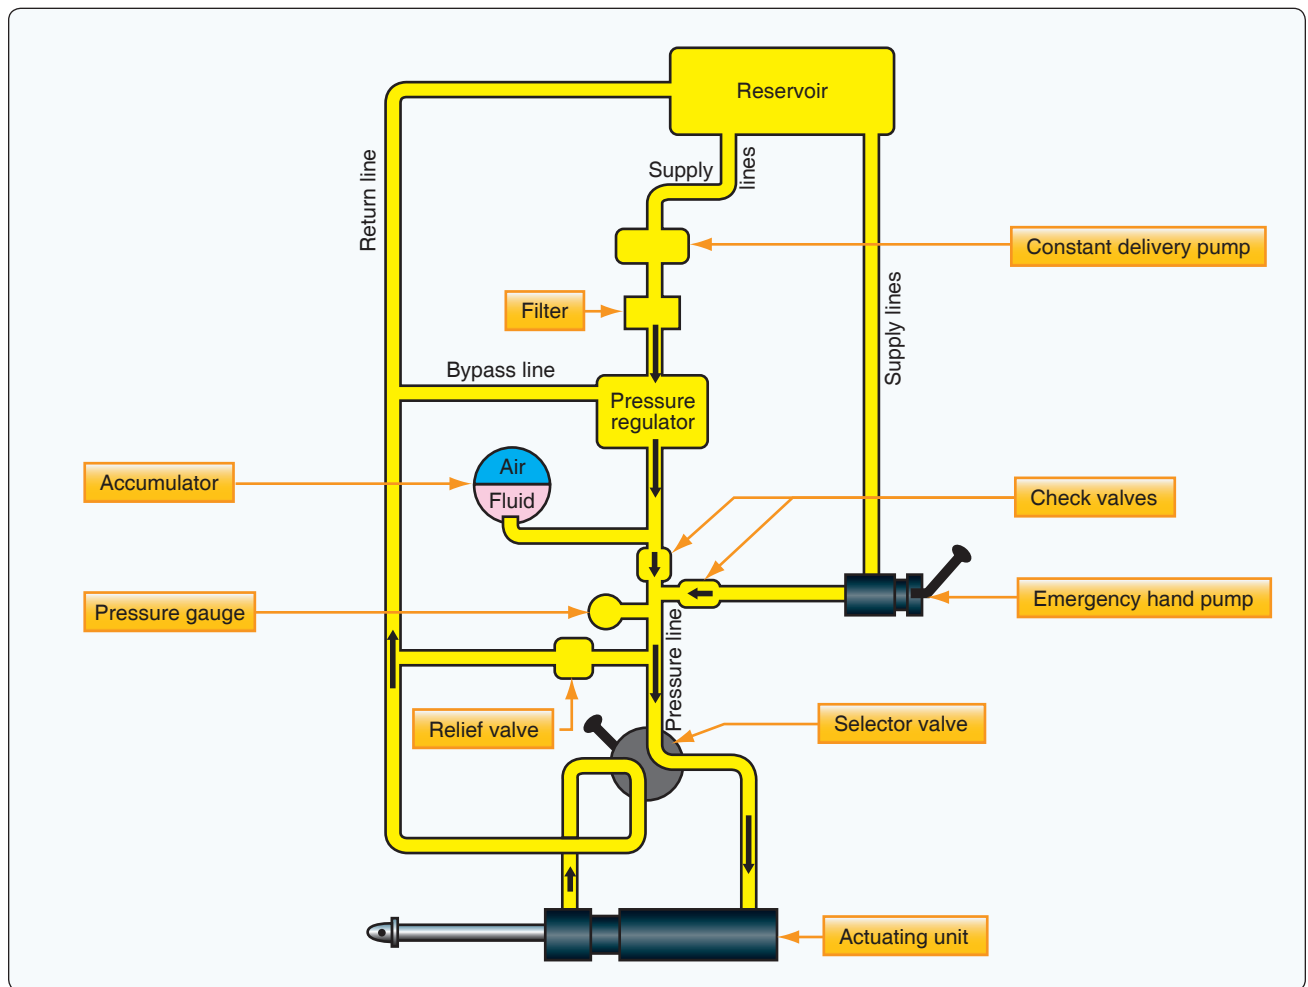 Reservoir
Supply
lines
Return line
Constant delivery pump
Filter
Supply lines
Bypass line
Pressure
regulator
Air
Fluid
Accumulator
Check valves
Pressure gauge
Emergency hand pump
Pressure line
Relief valve
Selector valve
Actuating unit